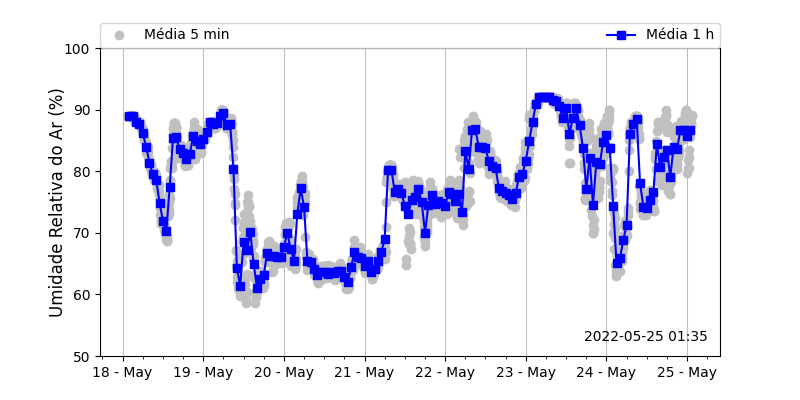 Média 5 min
Média 1 h
Umidade Relativa do Ar (%)
100
90
80
70
60
50
2022-05-25 01:35
18 - May
19 - May
20 - May
21 - May
22 - May
23 - May
24 - May
25 - May